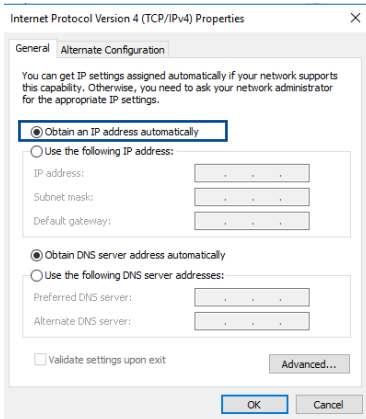 Internet Protocol Version 4 (TCP/IPv4) Properties
General Alternate Configuration
You can get IP settings assigned automatically if your network supports
this capability. Otherwise, you need to ask your network administrator
for the appropriate IP settings.
Obtain an IP address automatically
Use the following IP address:
IP address:
Subnet mask:
Default gateway:
Obtain DNS server address automatically
Use the following DNS server addresses:
Preferred DNS server:
Alternate DNS server:
Validate settings upon exit
Advanced...
OK Cancel